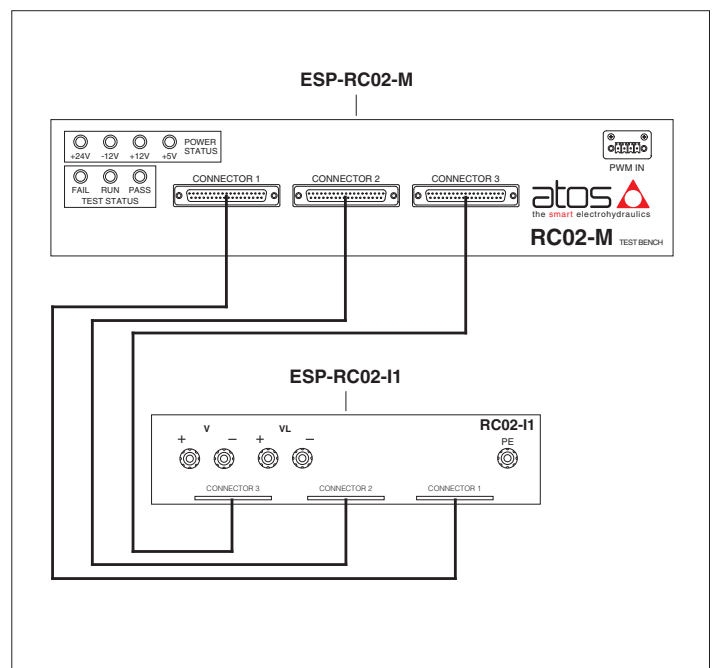 ESP-RC02-M
+24V -12V +12V +5V
POWER
STATUS
FAIL RUN PASS
TEST STATUS
CONNECTOR 1
CONNECTOR 2
CONNECTOR 3
PWM IN
atos
the smart electrohydraulics
RC02-M TEST BENCH
ESP-RC02-I1
RC02-I1
V VL
+ − + −
PE
CONNECTOR 3
CONNECTOR 2
CONNECTOR 1